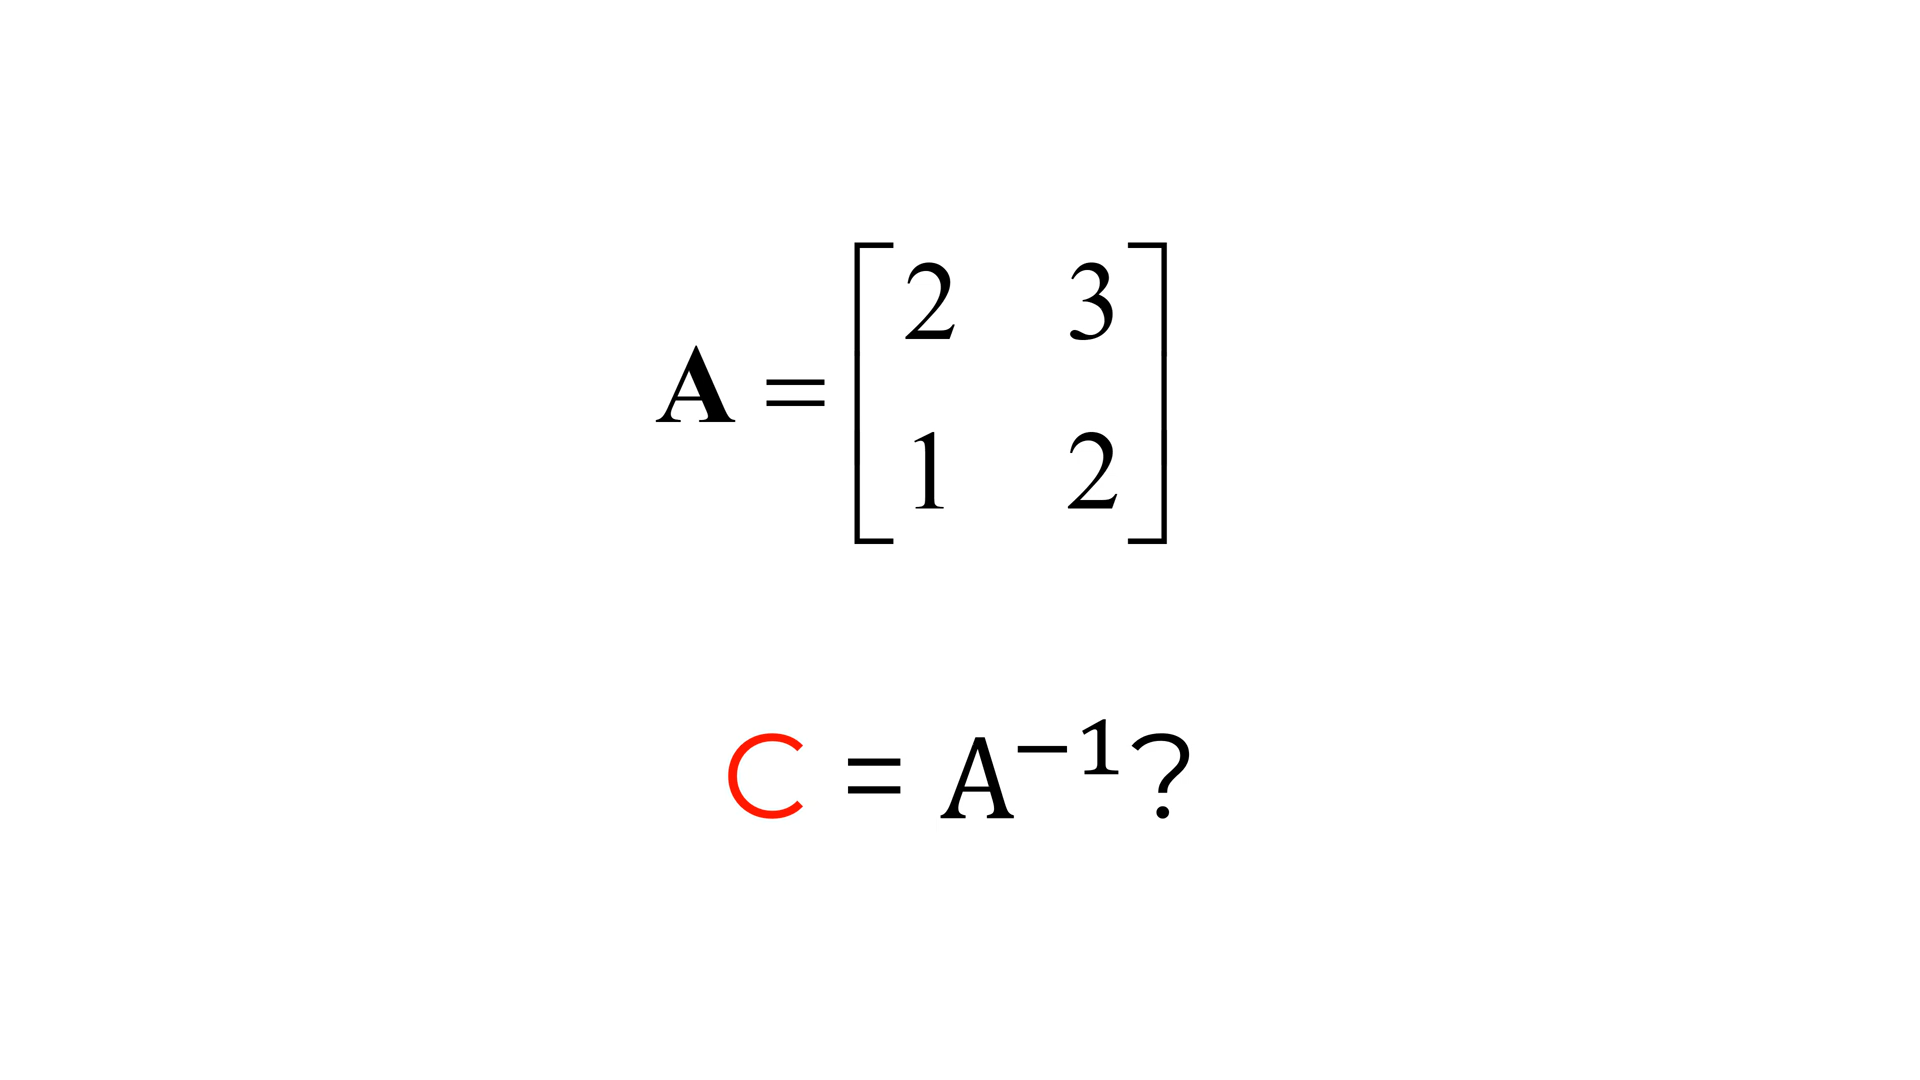 A = [2 3
1 2]
C = A⁻¹?